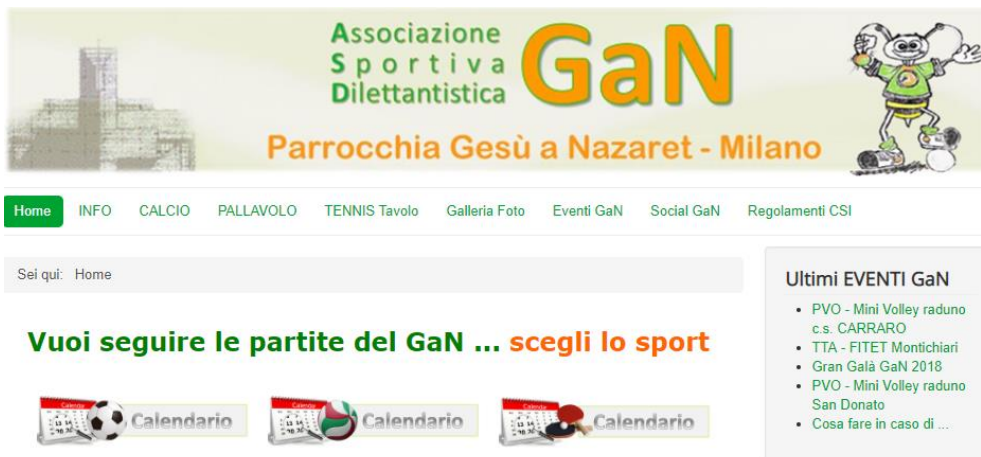 Associazione
Sportiva
Dilettantistica
GaN
Parrocchia Gesù a Nazaret - Milano
Home INFO CALCIO PALLAVOLO TENNIS Tavolo Galleria Foto Eventi GaN Social GaN Regolamenti CSI
Sei qui: Home
Vuoi seguire le partite del GaN ... scegli lo sport
Calendario Calendario Calendario
Ultimi EVENTI GaN
PVO - Mini Volley raduno
c.s. CARRARO
TTA - FITET Montichiari
Gran Galà GaN 2018
PVO - Mini Volley raduno
San Donato
Cosa fare in caso di ...